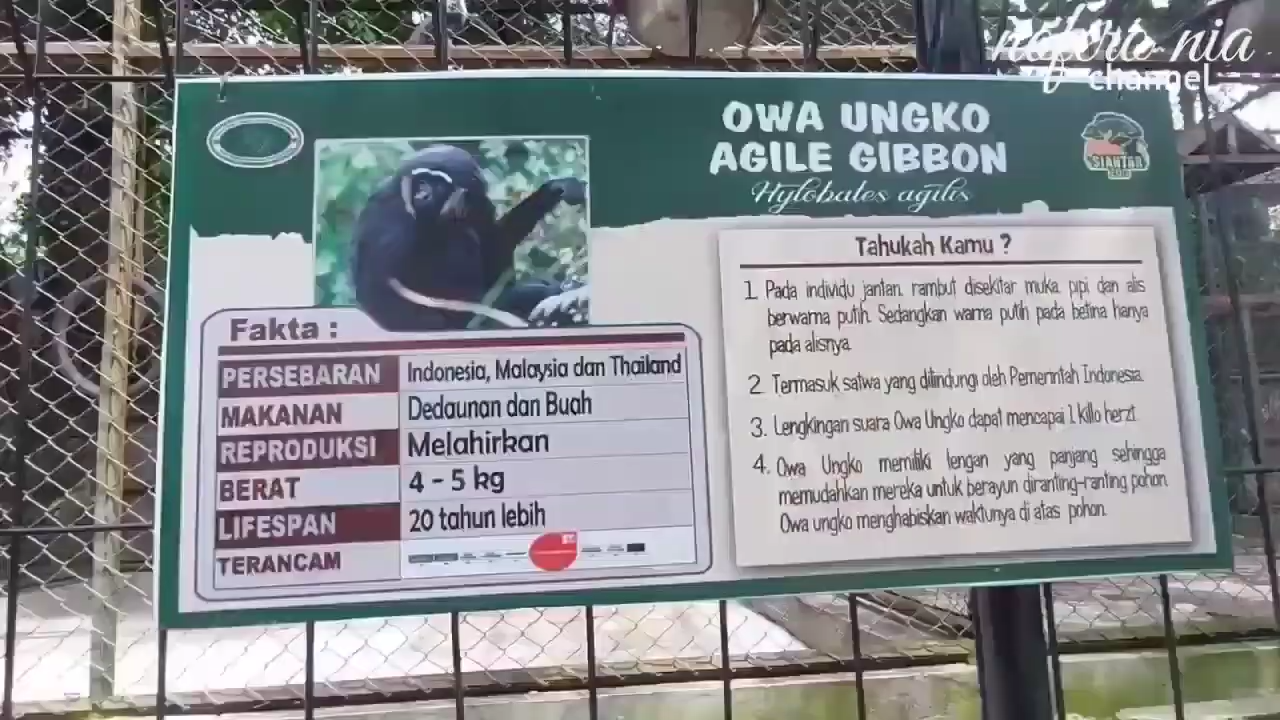 nafero nia
channel
OWA UNGKO
AGILE GIBBON
Hylobates agilis
SIANTAR
ZOO
Fakta :
PERSEBARAN Indonesia, Malaysia dan Thailand
MAKANAN Dedaunan dan Buah
REPRODUKSI Melahirkan
BERAT 4 - 5 kg
LIFESPAN 20 tahun lebih
TERANCAM
Tahukah Kamu ?
1. Pada individu jantan, rambut disekitar muka pipi dan alis
berwarna putih. Sedangkan warna putih pada betina hanya
pada alisnya.
2. Termasuk satwa yang dilindungi oleh Pemerintah Indonesia.
3. Lengkingan suara Owa Ungko dapat mencapai 1 Killo herzt.
4. Owa Ungko memiliki lengan yang panjang sehingga
memudahkan mereka untuk berayun diranting-ranting pohon.
Owa ungko menghabiskan waktunya di atas pohon.